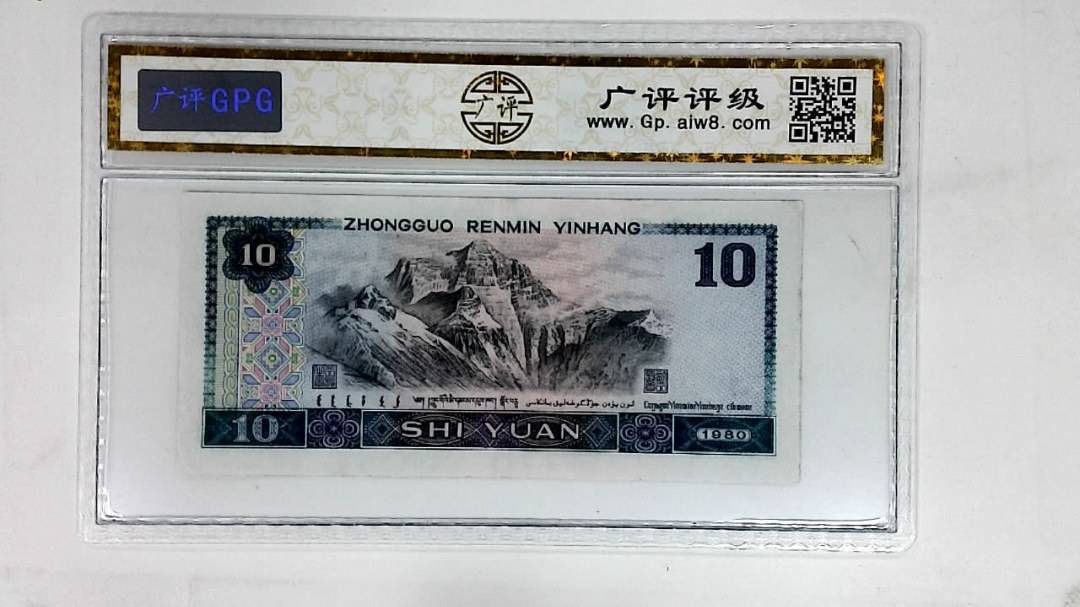 广评GPG
广评
广评评级
www.Gp.aiw8.com
ZHONGGUO RENMIN YINHANG
10
10
10
SHI YUAN
1980